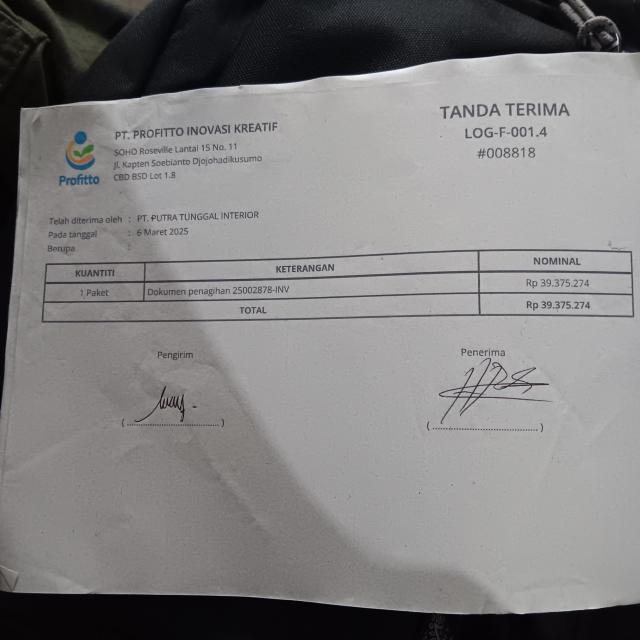 PT. PROFITTO INOVASI KREATIF
SOHO Roseville Lantai 15 No. 11
Jl. Kapten Soebianto Djojohadikusumo
CBD BSD Lot 1.8
Profitto
TANDA TERIMA
LOG-F-001.4
#008818
Telah diterima oleh : PT. PUTRA TUNGGAL INTERIOR
Pada tanggal : 6 Maret 2025
Berupa :
KUANTITI KETERANGAN NOMINAL
1 Paket Dokumen penagihan 25002878-INV Rp 39.375.274
TOTAL Rp 39.375.274
Pengirim Penerima
(..............................) (..............................)